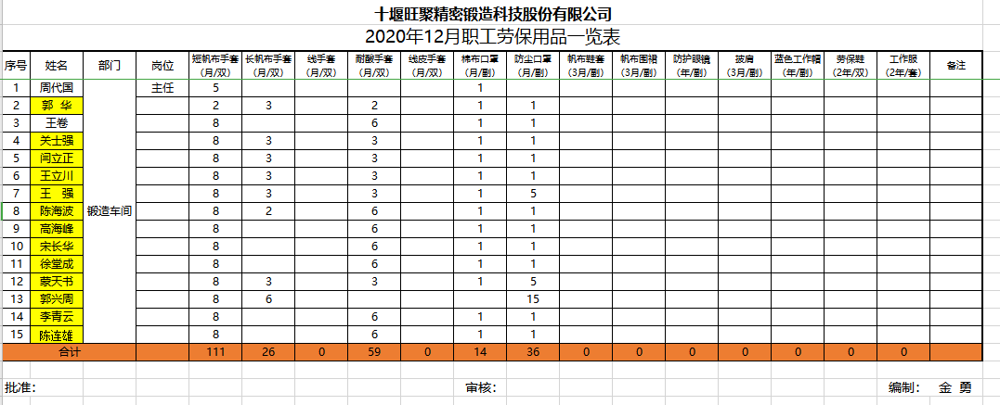 十堰旺聚精密锻造科技股份有限公司
2020年12月职工劳保用品一览表
序号 姓名 部门 岗位 短帆布手套（月/双） 长帆布手套（月/双） 线手套（月/双） 耐酸手套（月/双） 线皮手套（月/双） 棉布口罩（月/副） 防尘口罩（月/副） 帆布鞋套（3月/副） 帆布围裙（3月/副） 防护眼镜（年/副） 披肩（3月/副） 蓝色工作帽（年/副） 劳保鞋（2年/双） 工作服（2年/套） 备注
1 周代国 主任 5 1
2 郭 华 2 3 2 1 1
3 王卷 8 6 1 1
4 关士强 8 3 3 1 1
5 闫立正 8 3 3 1 1
6 王立川 8 3 3 1 1
7 王 强 8 3 3 1 5
8 陈海波 锻造车间 8 2 6 1 1
9 高海峰 8 6 1 1
10 宋长华 8 6 1 1
11 徐堂成 8 6 1 1
12 蒙天书 8 3 3 1 5
13 郭兴周 8 6 15
14 李青云 8 6 1 1
15 陈连雄 8 6 1 1
合计 111 26 0 59 0 14 36 0 0 0 0 0 0 0
批准： 审核： 编制： 金 勇